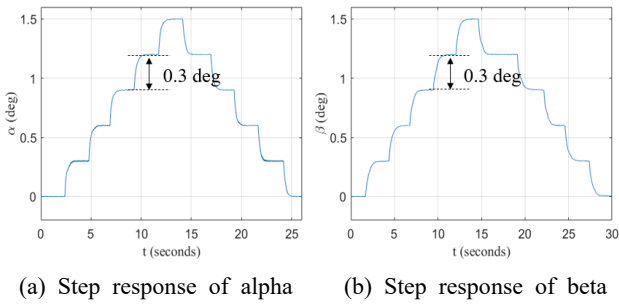 1.5
1
0.5
0
α (deg)
0.3 deg
0 5 10 15 20 25
t (seconds)
(a) Step response of alpha
1.5
1
0.5
0
β (deg)
0.3 deg
0 5 10 15 20 25 30
t (seconds)
(b) Step response of beta